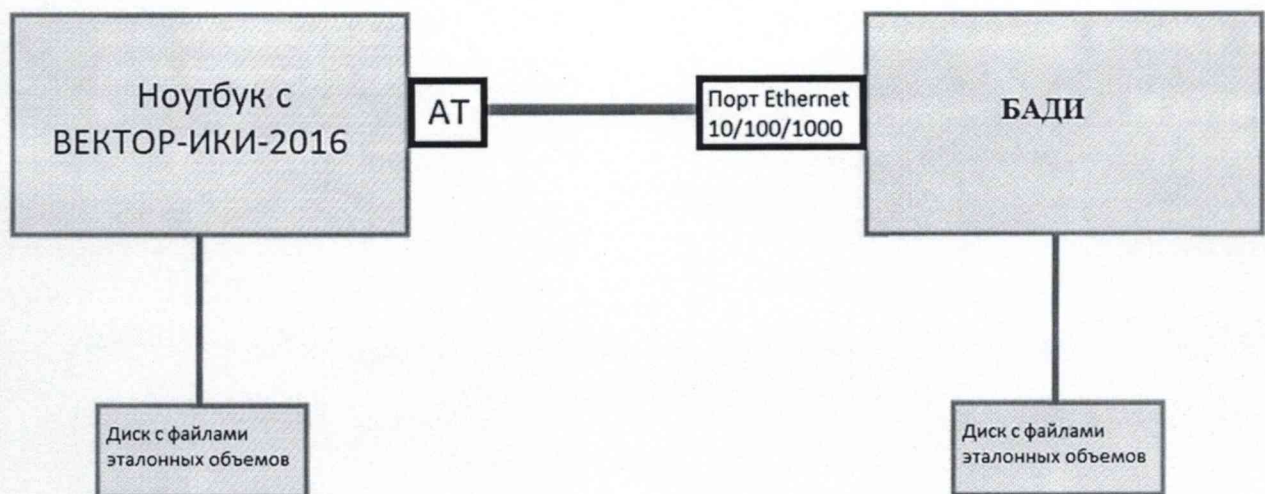 Ноутбук с
ВЕКТОР-ИКИ-2016
АТ
Порт Ethernet
10/100/1000
БАДИ
Диск с файлами
эталонных объемов
Диск с файлами
эталонных объемов